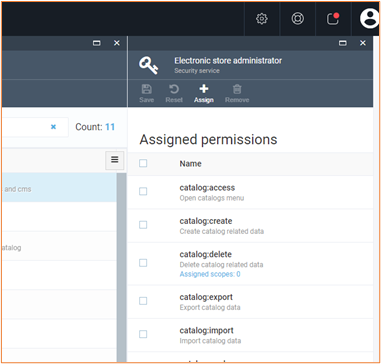 Electronic store administrator
Security service
Save Reset Assign Remove
Count: 11
Assigned permissions
Name
and cms
catalog:access
Open catalogs menu
catalog:create
Create catalog related data
atalog
catalog:delete
Delete catalog related data
Assigned scopes: 0
catalog:export
Export catalog data
catalog:import
Import catalog data